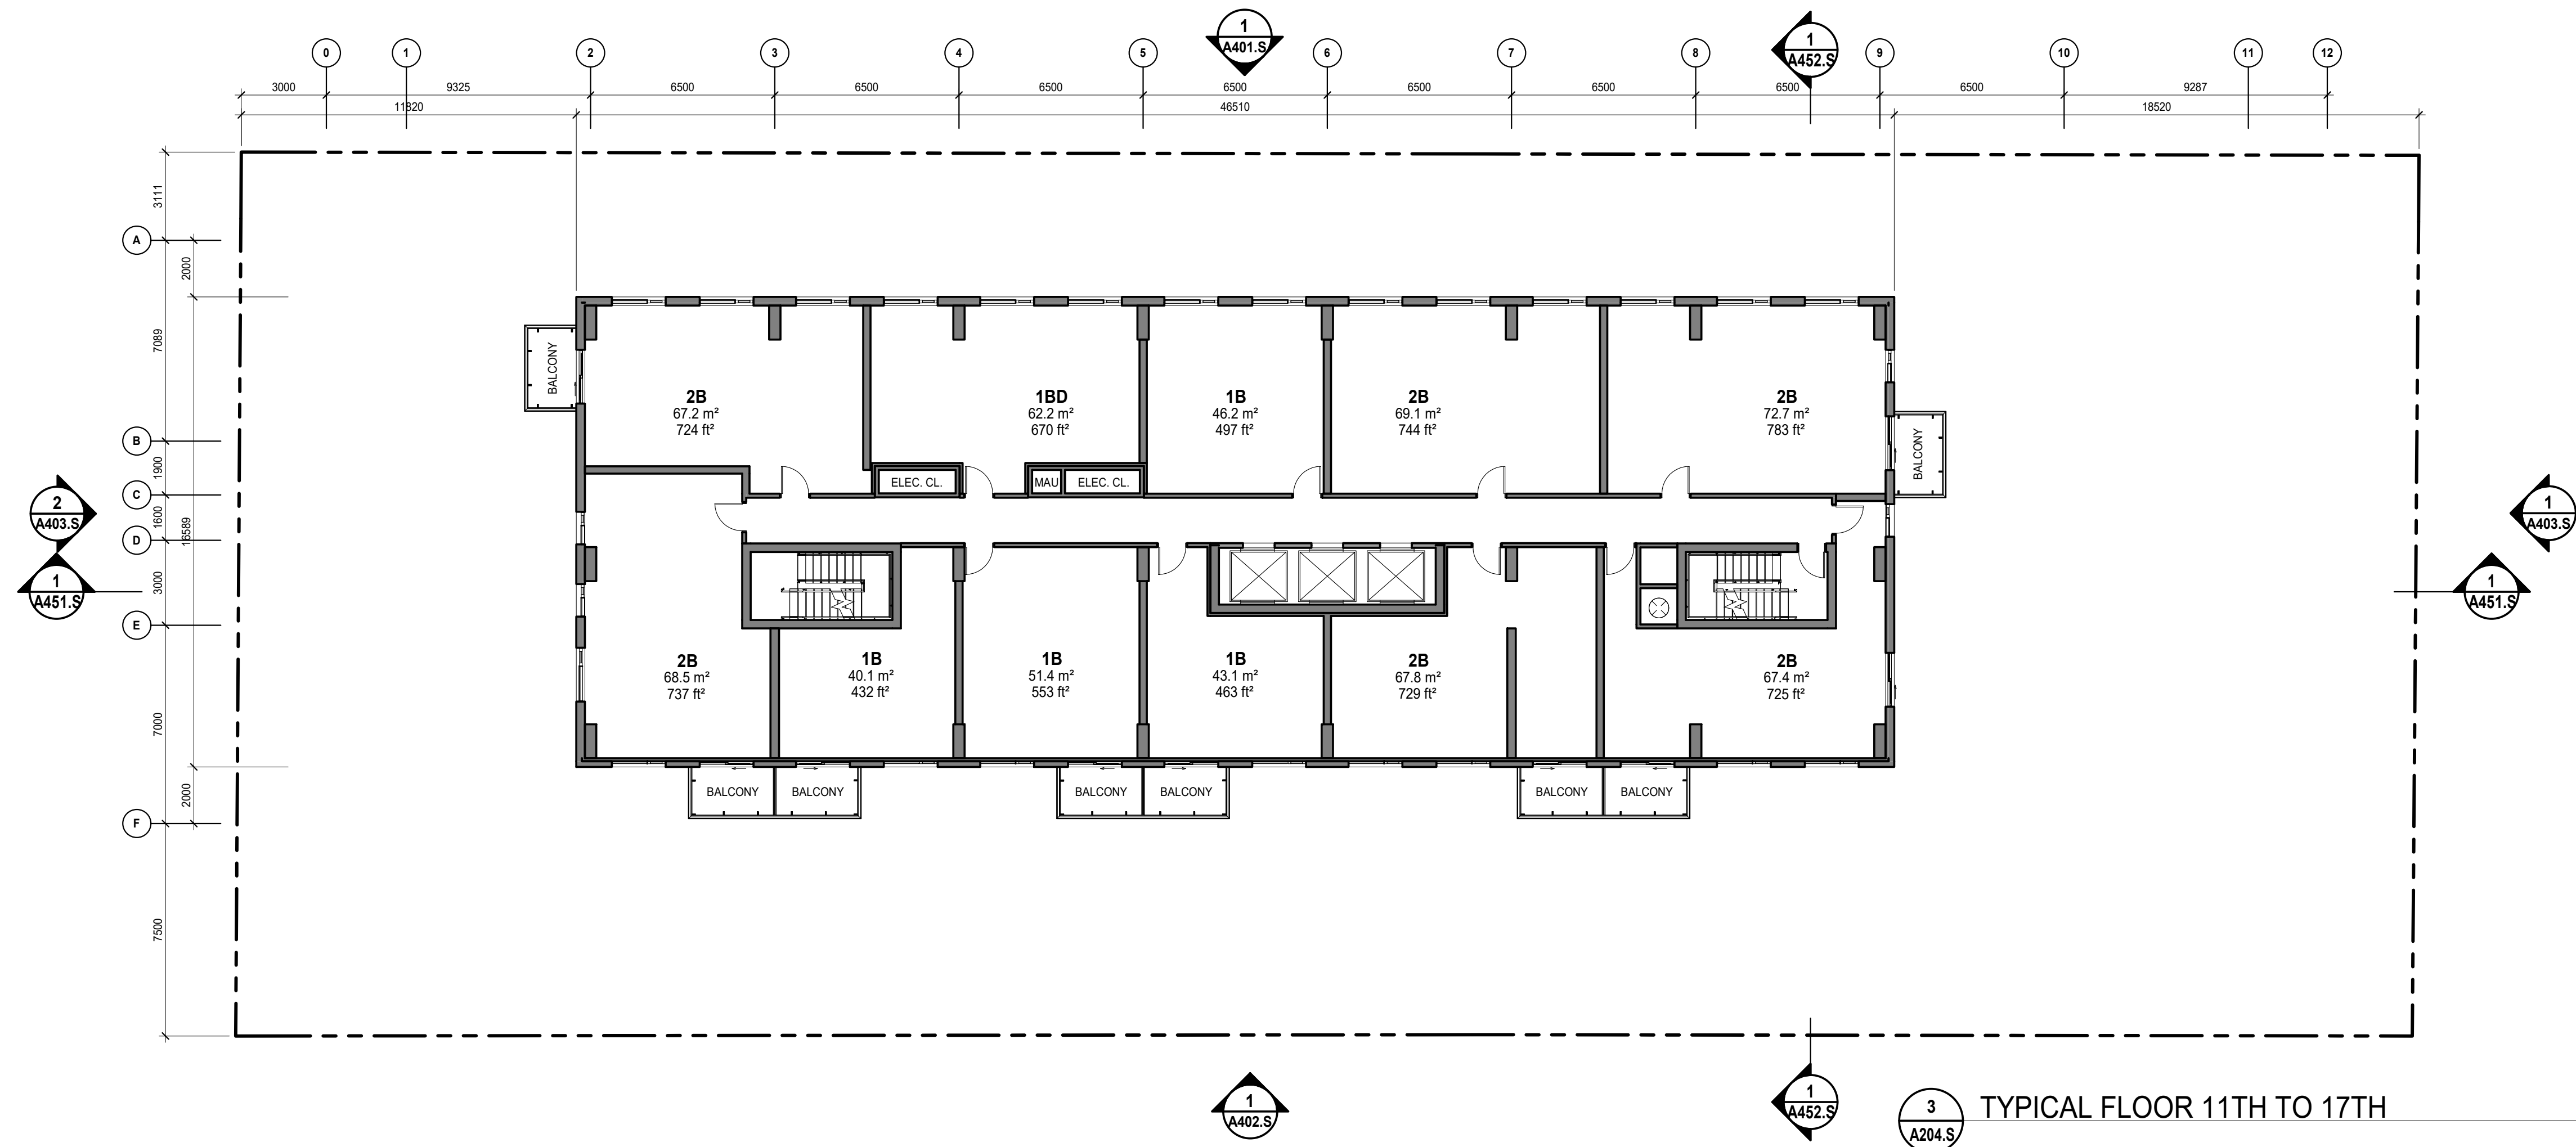 1
A401.S
1
A452.S
0
1
2
3
4
5
6
7
8
9
10
11
12
3000
9325
6500
6500
6500
6500
6500
6500
6500
6500
9287
11820
46510
18520
3111
A
2000
7089
B
1900
C
1600
16589
D
3000
E
7000
2000
F
7500
2
A403.S
1
A451.S
1
A403.S
1
A451.S
BALCONY
2B
67.2 m²
724 ft²
1BD
62.2 m²
670 ft²
1B
46.2 m²
497 ft²
2B
69.1 m²
744 ft²
2B
72.7 m²
783 ft²
BALCONY
ELEC. CL.
MAU
ELEC. CL.
2B
68.5 m²
737 ft²
1B
40.1 m²
432 ft²
1B
51.4 m²
553 ft²
1B
43.1 m²
463 ft²
2B
67.8 m²
729 ft²
2B
67.4 m²
725 ft²
BALCONY
BALCONY
BALCONY
BALCONY
BALCONY
BALCONY
1
A402.S
1
A452.S
3
A204.S
TYPICAL FLOOR 11TH TO 17TH